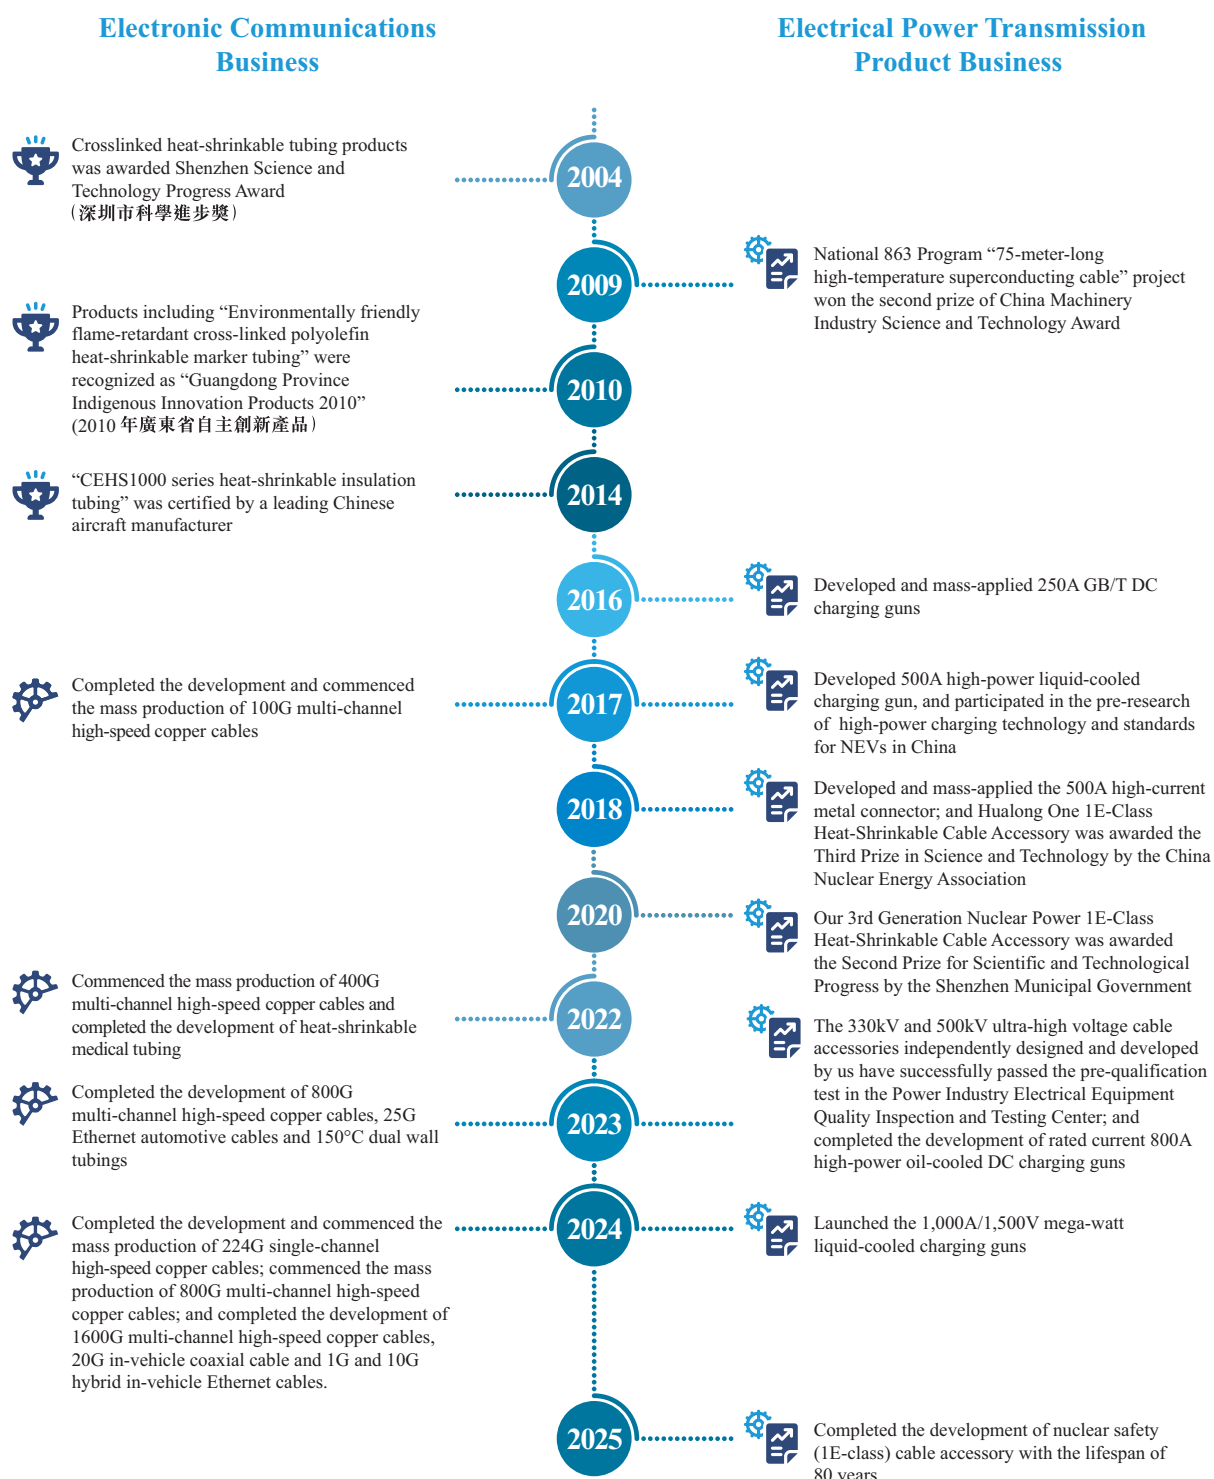 Electronic Communications
Business
Electrical Power Transmission
Product Business
Crosslinked heat-shrinkable tubing products
was awarded Shenzhen Science and
Technology Progress Award
(深圳市科學進步獎)
2004
2009
National 863 Program “75-meter-long
high-temperature superconducting cable” project
won the second prize of China Machinery
Industry Science and Technology Award
Products including “Environmentally friendly
flame-retardant cross-linked polyolefin
heat-shrinkable marker tubing” were
recognized as “Guangdong Province
Indigenous Innovation Products 2010”
(2010 年廣東省自主創新產品)
2010
“CEHS1000 series heat-shrinkable insulation
tubing” was certified by a leading Chinese
aircraft manufacturer
2014
2016
Developed and mass-applied 250A GB/T DC
charging guns
Completed the development and commenced
the mass production of 100G multi-channel
high-speed copper cables
2017
Developed 500A high-power liquid-cooled
charging gun, and participated in the pre-research
of high-power charging technology and standards
for NEVs in China
2018
Developed and mass-applied the 500A high-current
metal connector; and Hualong One 1E-Class
Heat-Shrinkable Cable Accessory was awarded the
Third Prize in Science and Technology by the China
Nuclear Energy Association
2020
Our 3rd Generation Nuclear Power 1E-Class
Heat-Shrinkable Cable Accessory was awarded
the Second Prize for Scientific and Technological
Progress by the Shenzhen Municipal Government
Commenced the mass production of 400G
multi-channel high-speed copper cables and
completed the development of heat-shrinkable
medical tubing
2022
Completed the development of 800G
multi-channel high-speed copper cables, 25G
Ethernet automotive cables and 150°C dual wall
tubings
2023
The 330kV and 500kV ultra-high voltage cable
accessories independently designed and developed
by us have successfully passed the pre-qualification
test in the Power Industry Electrical Equipment
Quality Inspection and Testing Center; and
completed the development of rated current 800A
high-power oil-cooled DC charging guns
Completed the development and commenced the
mass production of 224G single-channel
high-speed copper cables; commenced the mass
production of 800G multi-channel high-speed
copper cables; and completed the development of
1600G multi-channel high-speed copper cables,
20G in-vehicle coaxial cable and 1G and 10G
hybrid in-vehicle Ethernet cables.
2024
Launched the 1,000A/1,500V mega-watt
liquid-cooled charging guns
2025
Completed the development of nuclear safety
(1E-class) cable accessory with the lifespan of
80 years